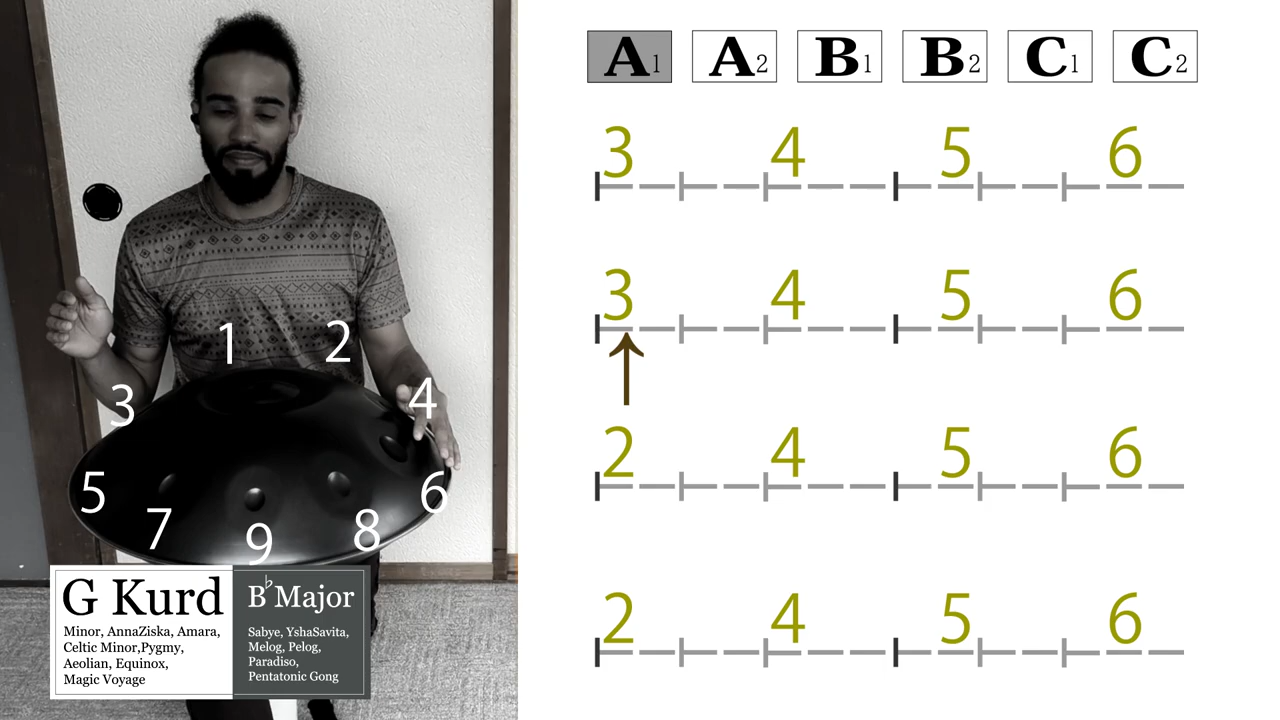 A1 A2 B1 B2 C1 C2
3 4 5 6
3 4 5 6
2 4 5 6
2 4 5 6
1 2
3 4
5 6
7 8
9
G Kurd
Minor, AnnaZiska, Amara,
Celtic Minor,Pygmy,
Aeolian, Equinox,
Magic Voyage
B♭Major
Sabye, YshaSavita,
Melog, Pelog,
Paradiso,
Pentatonic Gong